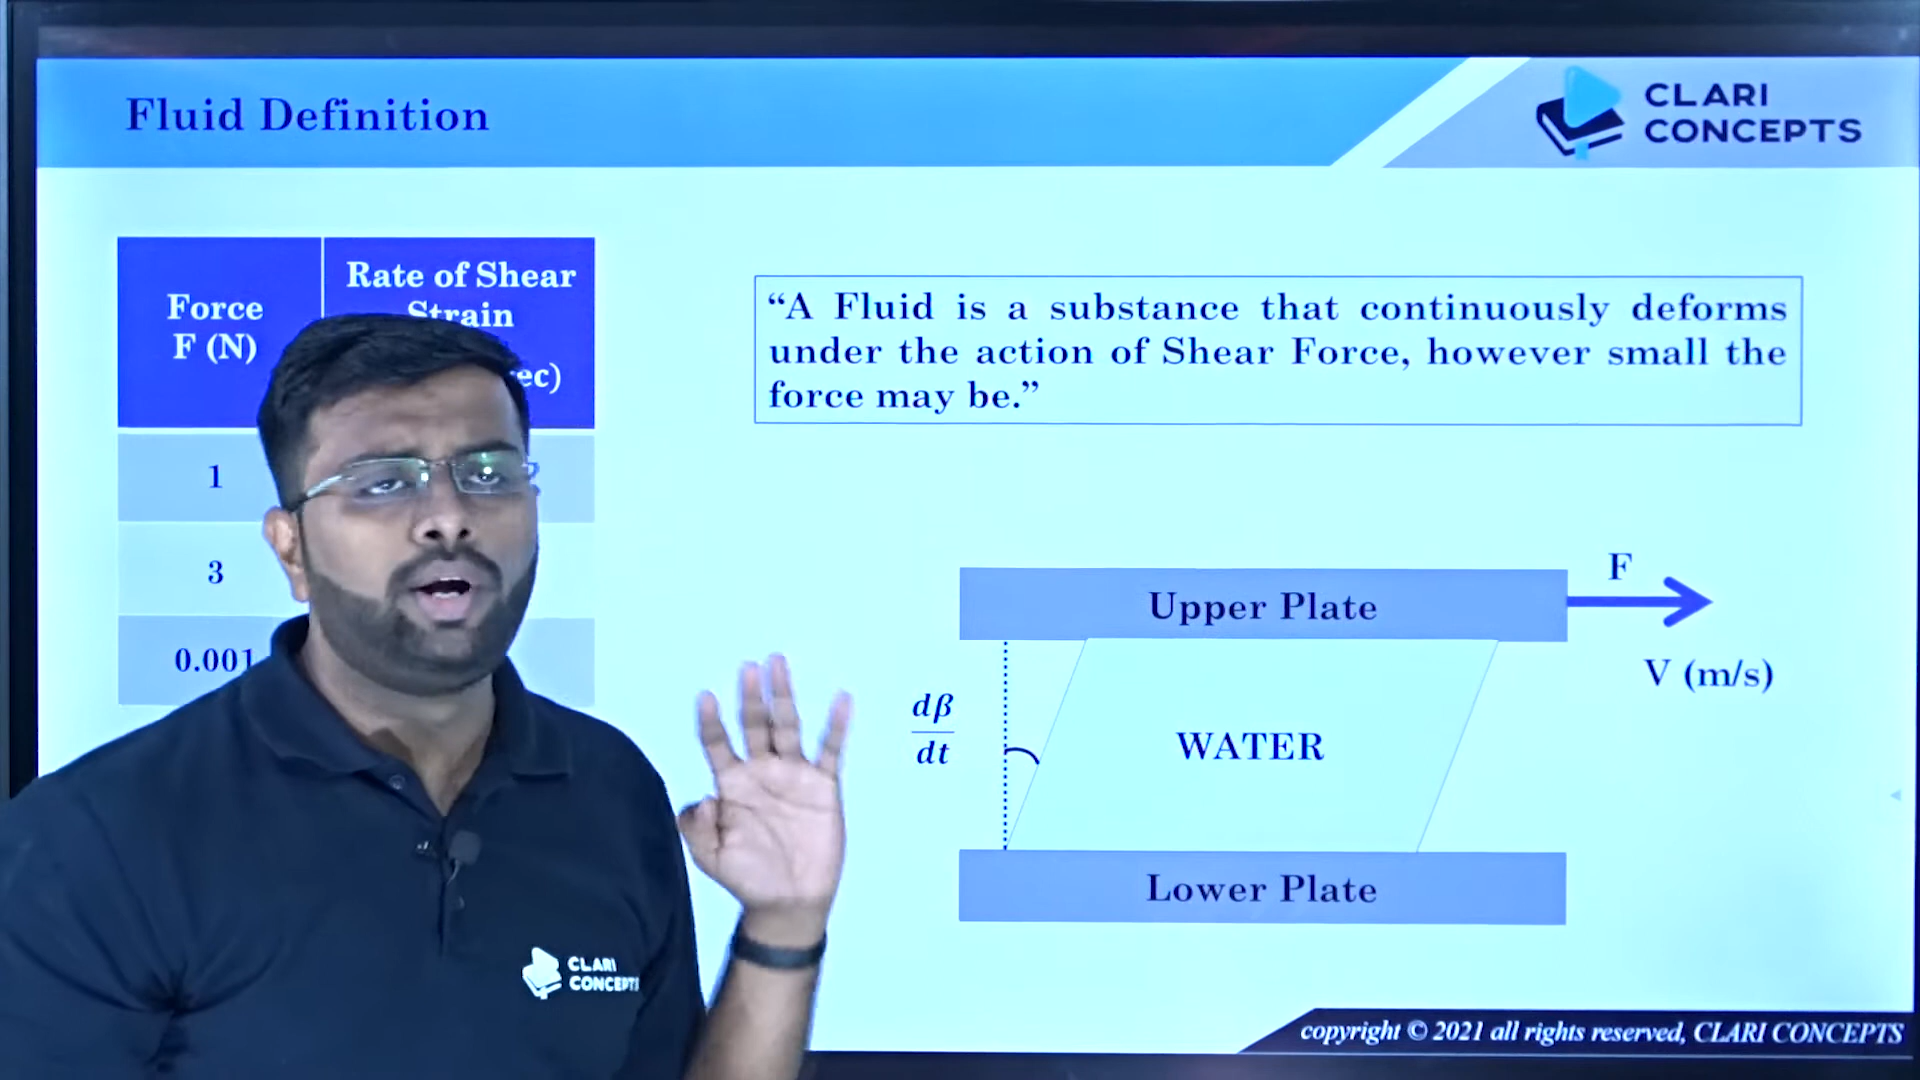 Fluid Definition
CLARI
CONCEPTS
Force
F (N)
Rate of Shear
Strain
1
3
0.001
“A Fluid is a substance that continuously deforms
under the action of Shear Force, however small the
force may be.”
F
Upper Plate
V (m/s)
dβ
dt
WATER
Lower Plate
CLARI
CONCEPTS
copyright © 2021 all rights reserved, CLARI CONCEPTS